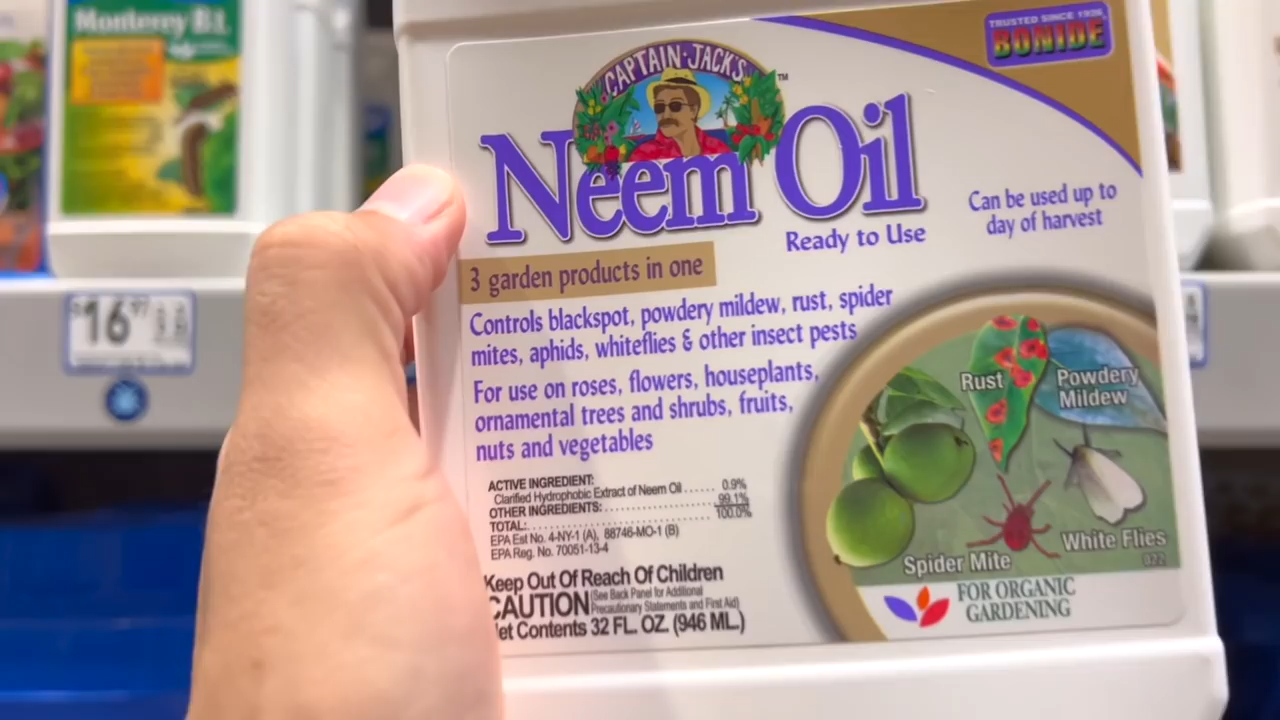 Monterey B.t.
$16 97
CAPTAIN·JACK'S™
TRUSTED SINCE 1926
BONIDE
Neem Oil
Ready to Use
Can be used up to
day of harvest
3 garden products in one
Controls blackspot, powdery mildew, rust, spider
mites, aphids, whiteflies & other insect pests
For use on roses, flowers, houseplants,
ornamental trees and shrubs, fruits,
nuts and vegetables
ACTIVE INGREDIENT:
Clarified Hydrophobic Extract of Neem Oil ...... 0.9%
OTHER INGREDIENTS: .................. 99.1%
TOTAL:.............................. 100.0%
EPA Est No. 4-NY-1 (A), 88746-MO-1 (B)
EPA Reg. No. 70051-13-4
Keep Out Of Reach Of Children
CAUTION (See Back Panel for Additional
Precautionary Statements and First Aid)
et Contents 32 FL. OZ. (946 ML.)
Rust
Powdery
Mildew
White Flies
Spider Mite
822
FOR ORGANIC
GARDENING